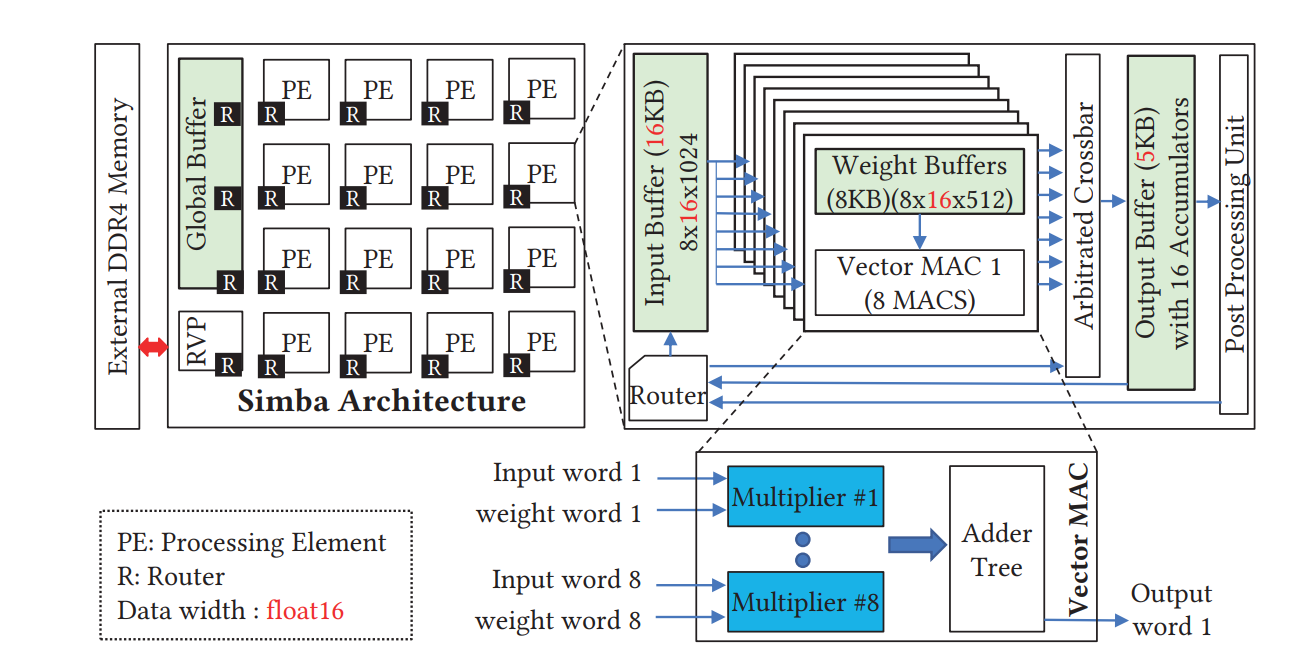 External DDR4 Memory
Global Buffer
R
R
R
RVP
R
PE
R
PE
R
PE
R
PE
R
PE
R
PE
R
PE
R
PE
R
PE
R
PE
R
PE
R
PE
R
PE
R
PE
R
PE
R
PE
R
Simba Architecture
Input Buffer (16KB)
8x16x1024
Weight Buffers
(8KB)(8x16x512)
Vector MAC 1
(8 MACS)
Arbitrated Crossbar
Output Buffer (5KB)
with 16 Accumulators
Post Processing Unit
Router
Input word 1
weight word 1
Input word 8
weight word 8
Multiplier #1
Multiplier #8
Adder
Tree
Vector MAC
Output
word 1
PE: Processing Element
R: Router
Data width : float16